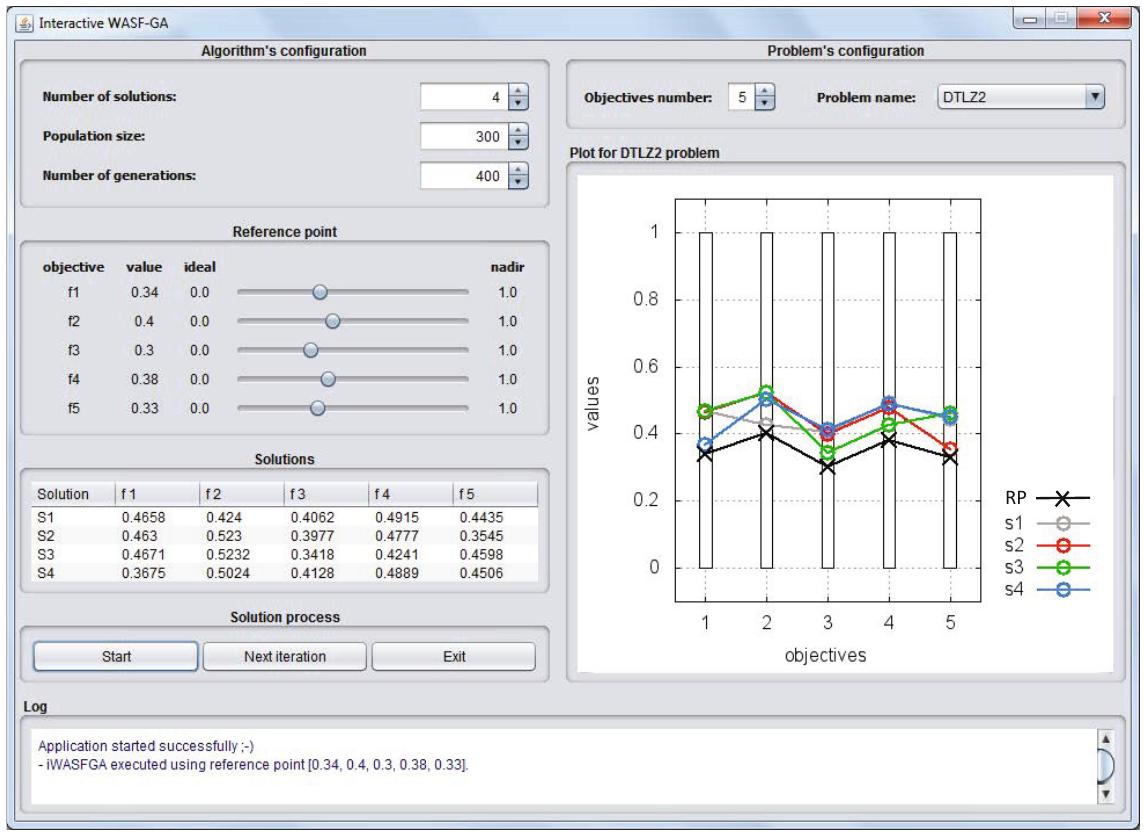 Interactive WASF-GA
Algorithm's configuration
Number of solutions: 4
Population size: 300
Number of generations: 400
Reference point
objective value ideal nadir
f1 0.34 0.0 1.0
f2 0.4 0.0 1.0
f3 0.3 0.0 1.0
f4 0.38 0.0 1.0
f5 0.33 0.0 1.0
Solutions
Solution f 1 f 2 f 3 f 4 f 5
S1 0.4658 0.424 0.4062 0.4915 0.4435
S2 0.463 0.523 0.3977 0.4777 0.3545
S3 0.4671 0.5232 0.3418 0.4241 0.4598
S4 0.3675 0.5024 0.4128 0.4889 0.4506
Solution process
Start Next iteration Exit
Problem's configuration
Objectives number: 5 Problem name: DTLZ2
Plot for DTLZ2 problem
1
0.8
0.6
0.4
0.2
0
values
1 2 3 4 5
objectives
RP
s1
s2
s3
s4
Log
Application started successfully ;-)
- iWASFGA executed using reference point [0.34, 0.4, 0.3, 0.38, 0.33].